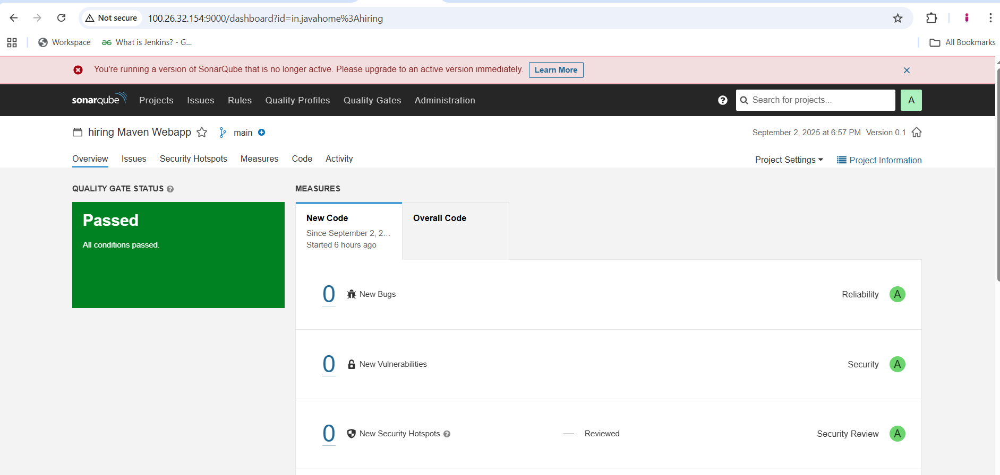 Not secure 100.26.32.154:9000/dashboard?id=in.javahome%3Ahiring
Workspace What is Jenkins? - G... All Bookmarks
You're running a version of SonarQube that is no longer active. Please upgrade to an active version immediately. Learn More
sonarqube Projects Issues Rules Quality Profiles Quality Gates Administration Search for projects... A
hiring Maven Webapp main September 2, 2025 at 6:57 PM Version 0.1
Overview Issues Security Hotspots Measures Code Activity Project Settings Project Information
QUALITY GATE STATUS MEASURES
Passed
All conditions passed.
New Code Overall Code
Since September 2, 2...
Started 6 hours ago
0 New Bugs Reliability A
0 New Vulnerabilities Security A
0 New Security Hotspots — Reviewed Security Review A